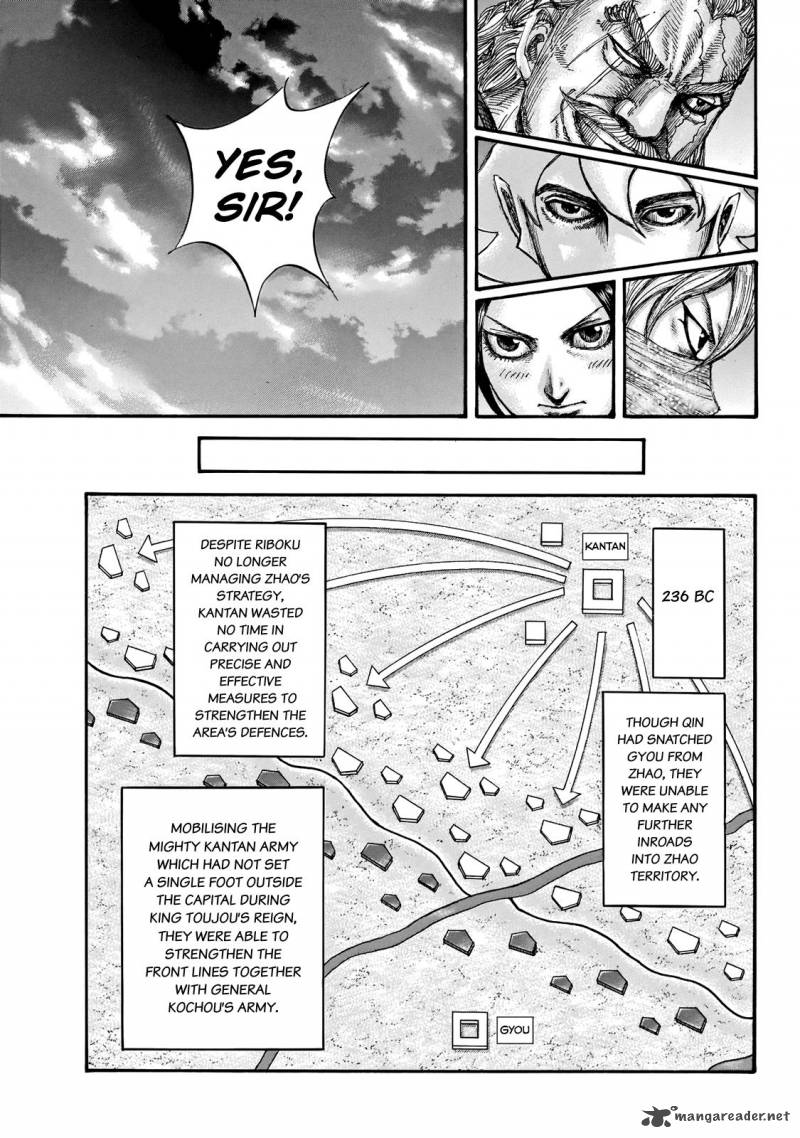 YES,
SIR!
KANTAN
236 BC
THOUGH QIN
HAD SNATCHED
GYOU FROM
ZHAO, THEY
WERE UNABLE
TO MAKE ANY
FURTHER
INROADS
INTO ZHAO
TERRITORY.
DESPITE RIBOKU
NO LONGER
MANAGING ZHAO'S
STRATEGY,
KANTAN WASTED
NO TIME IN
CARRYING OUT
PRECISE AND
EFFECTIVE
MEASURES TO
STRENGTHEN THE
AREA'S DEFENCES.
MOBILISING THE
MIGHTY KANTAN ARMY
WHICH HAD NOT SET
A SINGLE FOOT OUTSIDE
THE CAPITAL DURING
KING TOUJOU'S REIGN,
THEY WERE ABLE TO
STRENGTHEN THE
FRONT LINES TOGETHER
WITH GENERAL
KOCHOU'S ARMY.
GYOU
mangareader.net